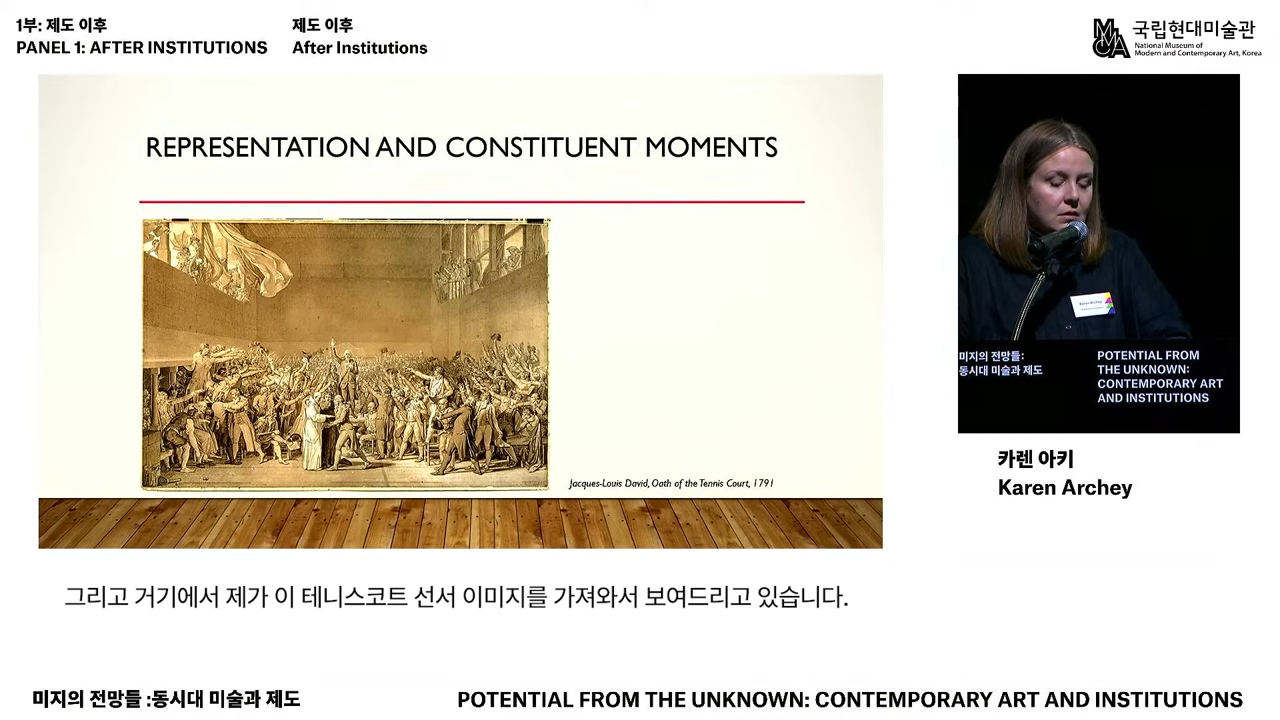 1부: 제도 이후
PANEL 1: AFTER INSTITUTIONS
제도 이후
After Institutions
국립현대미술관
National Museum of
Modern and Contemporary Art, Korea
REPRESENTATION AND CONSTITUENT MOMENTS
Jacques-Louis David, Oath of the Tennis Court, 1791
Karen Archey
미지의 전망들:
동시대 미술과 제도
POTENTIAL FROM
THE UNKNOWN:
CONTEMPORARY ART
AND INSTITUTIONS
카렌 아키
Karen Archey
그리고 거기에서 제가 이 테니스코트 선서 이미지를 가져와서 보여드리고 있습니다.
미지의 전망들 :동시대 미술과 제도
POTENTIAL FROM THE UNKNOWN: CONTEMPORARY ART AND INSTITUTIONS